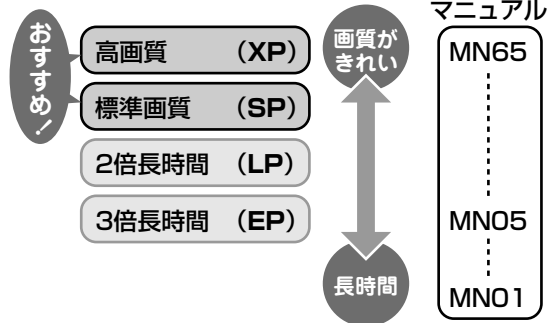 おすすめ！
高画質 （XP）
標準画質 （SP）
2倍長時間 （LP）
3倍長時間 （EP）
画質が
きれい
長時間
マニュアル
MN65
MN05
MN01